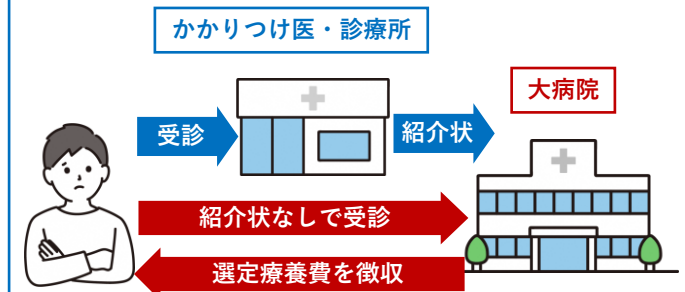 かかりつけ医・診療所
大病院
受診
紹介状
紹介状なしで受診
選定療養費を徴収